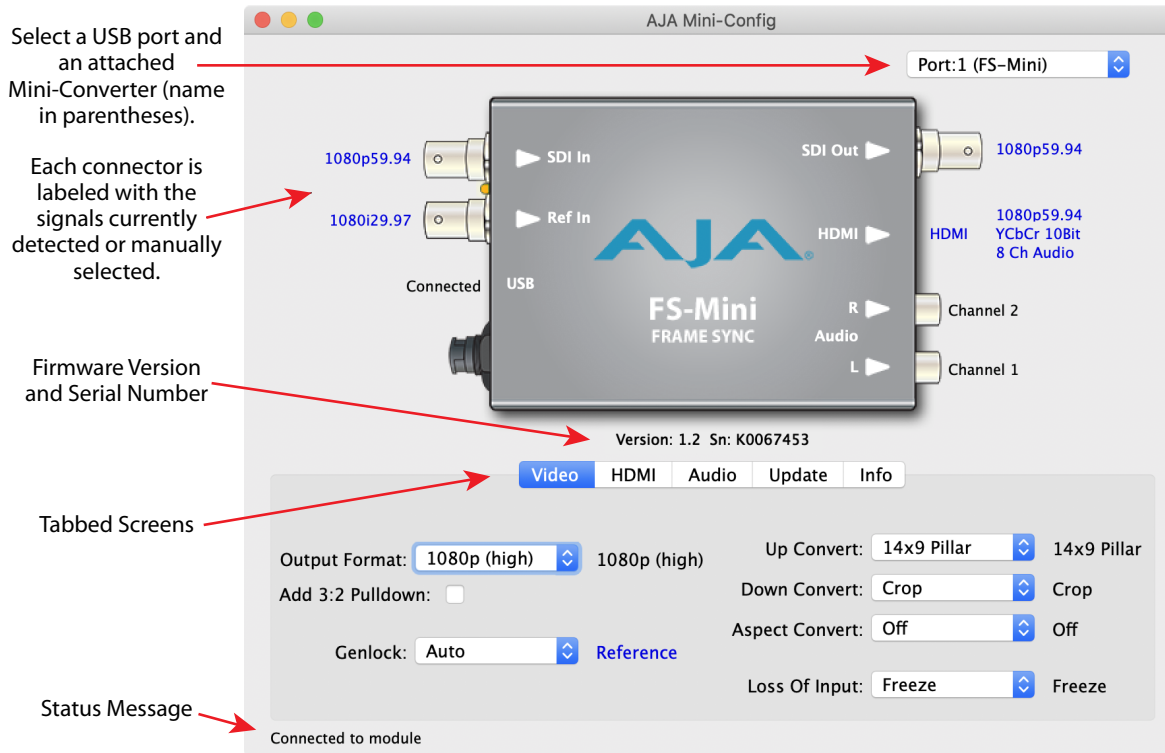 AJA Mini-Config
Select a USB port and
an attached
Mini-Converter (name
in parentheses).
Port:1 (FS-Mini)
Each connector is
labeled with the
signals currently
detected or manually
selected.
1080p59.94
SDI In
SDI Out
1080p59.94
1080i29.97
Ref In
AJA®
HDMI
HDMI
1080p59.94
YCbCr 10Bit
8 Ch Audio
Connected
USB
FS-Mini
FRAME SYNC
R
Channel 2
Audio
L
Channel 1
Firmware Version
and Serial Number
Version: 1.2 Sn: K0067453
Tabbed Screens
Video HDMI Audio Update Info
Output Format: 1080p (high) 1080p (high)
Add 3:2 Pulldown:
Genlock: Auto Reference
Up Convert: 14x9 Pillar 14x9 Pillar
Down Convert: Crop Crop
Aspect Convert: Off Off
Loss Of Input: Freeze Freeze
Status Message
Connected to module